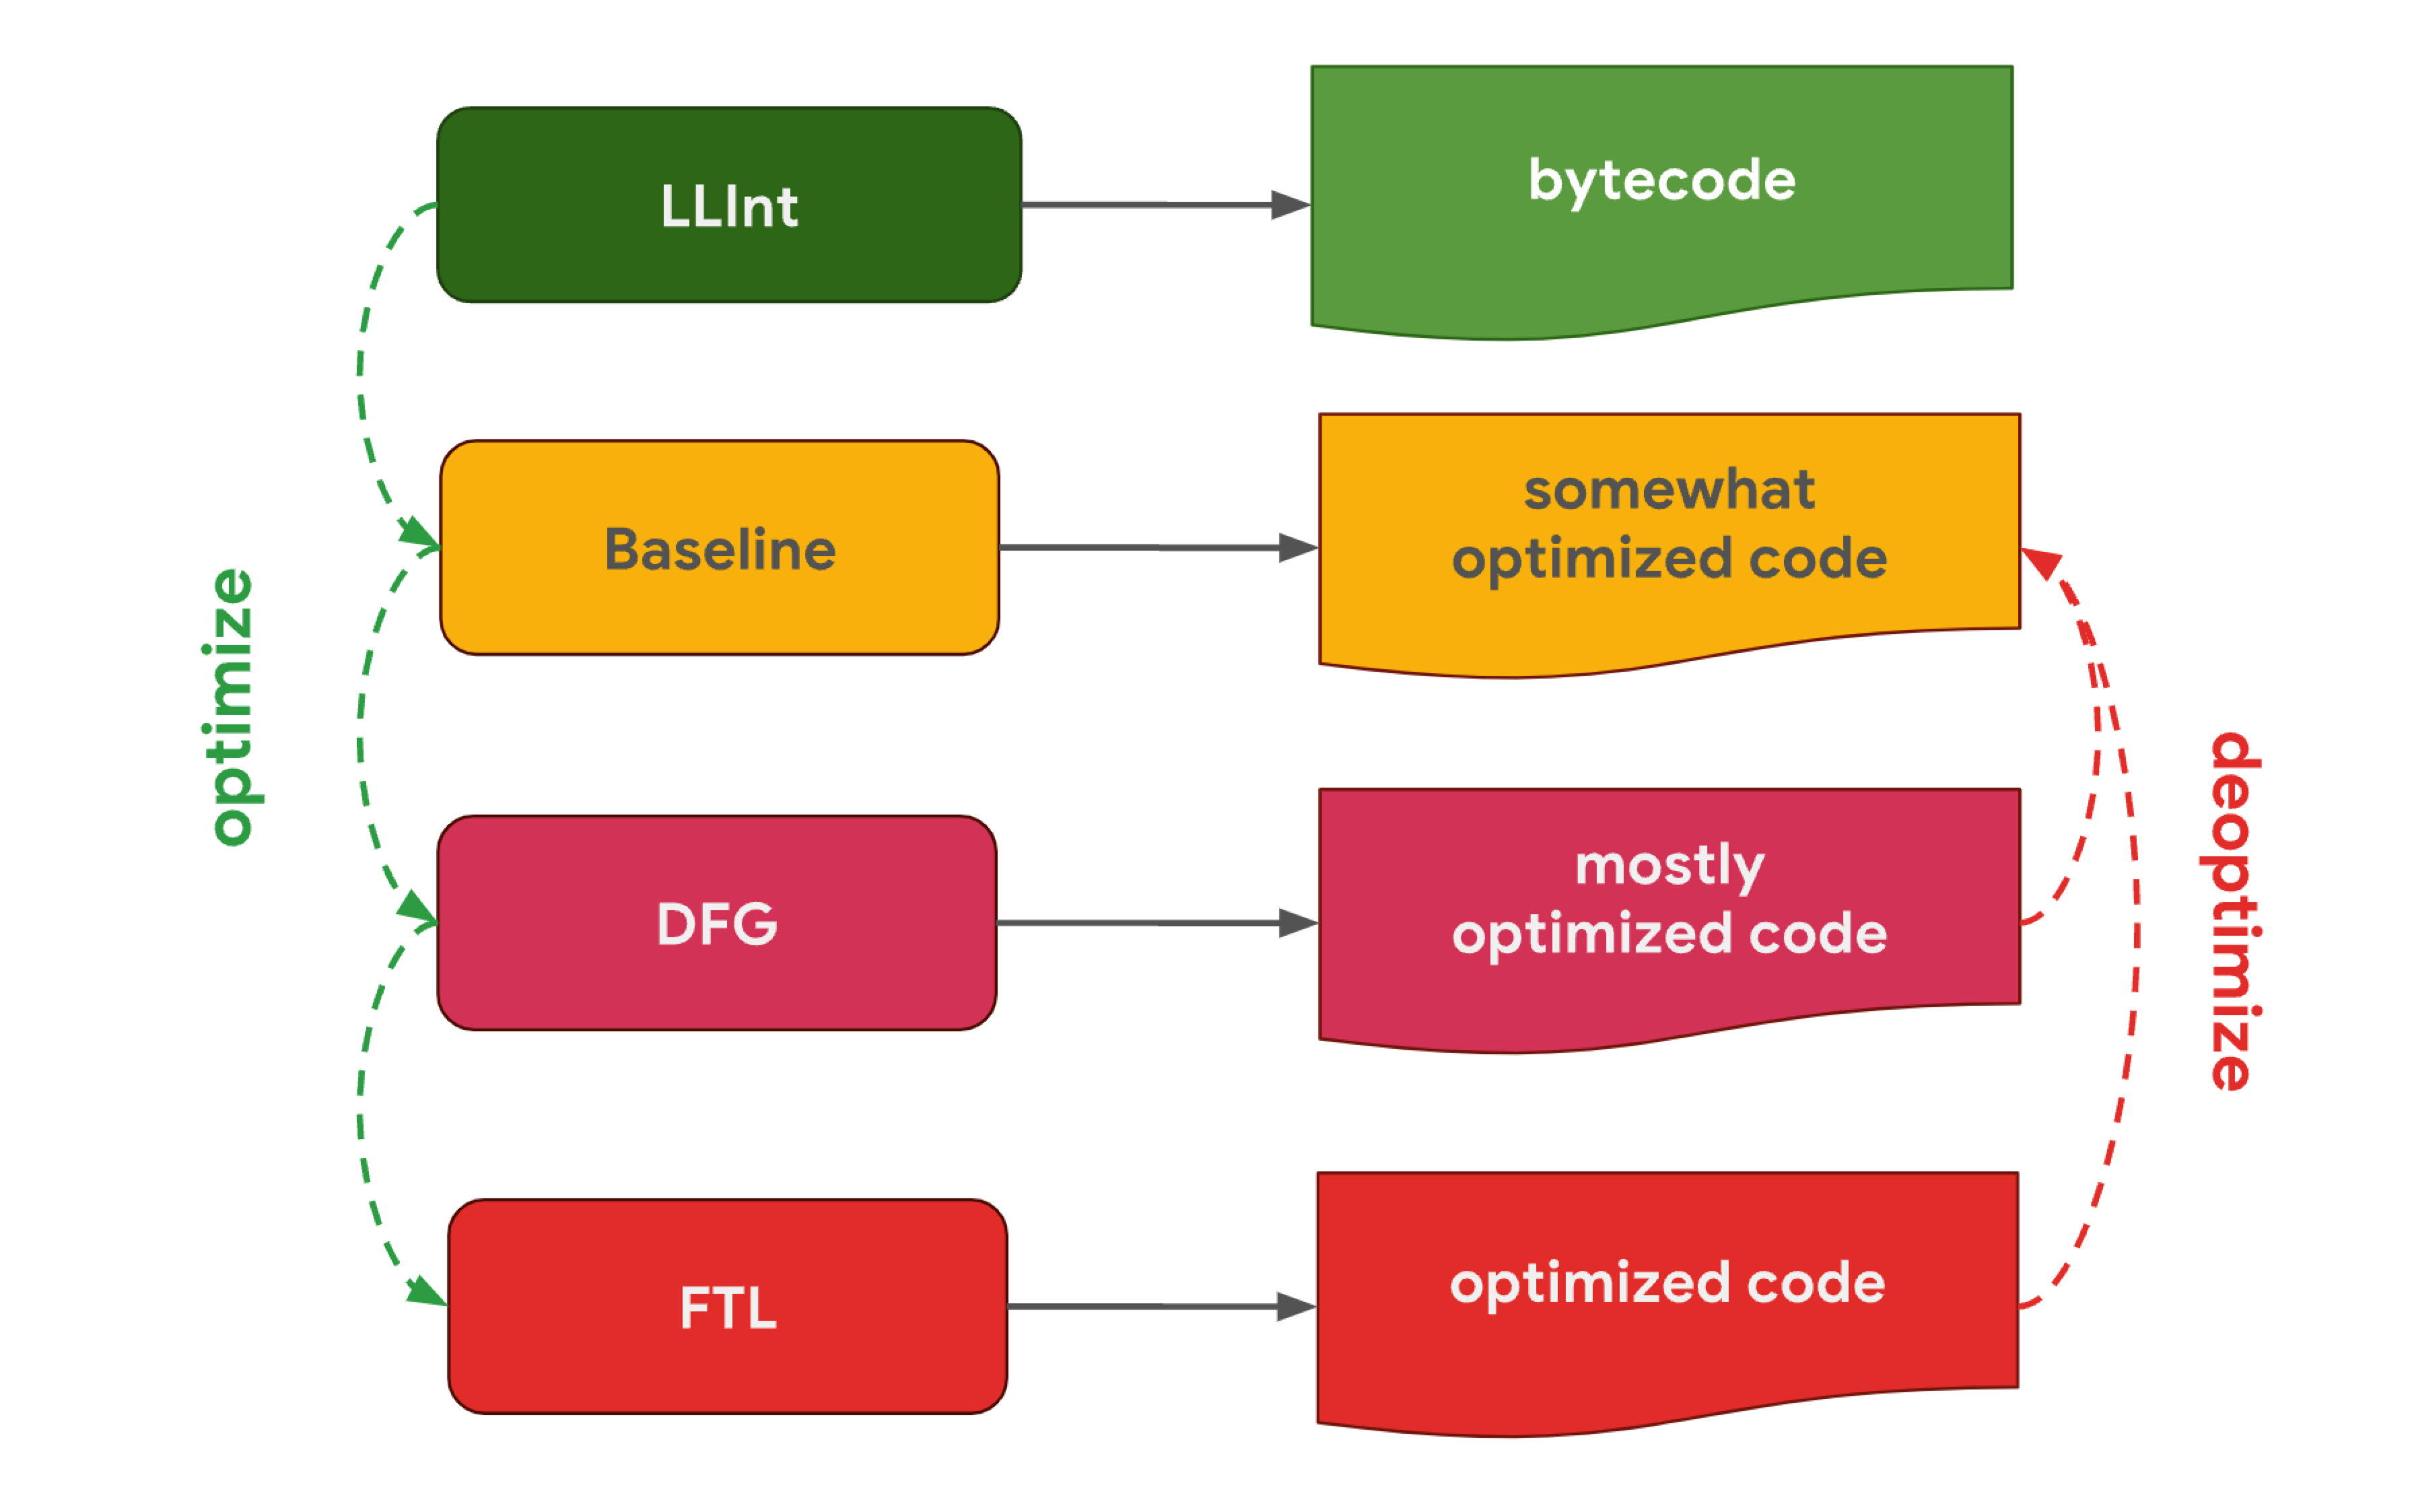 LLInt
bytecode
Baseline
somewhat
optimized code
optimize
deoptimize
DFG
mostly
optimized code
FTL
optimized code